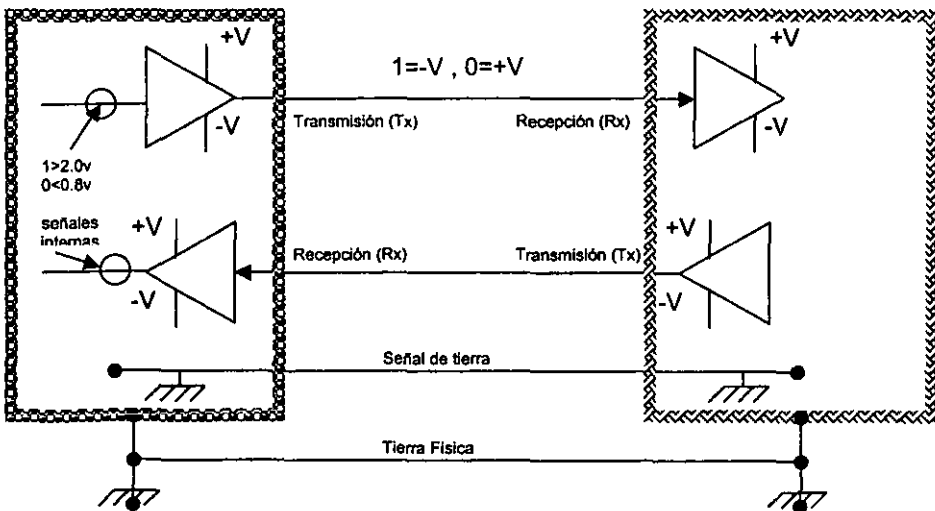 +V
+V
1=-V , 0=+V
-V
-V
Transmisión (Tx)
Recepción (Rx)
1>2.0v
0<0.8v
señales
internas
+V
+V
Recepción (Rx)
Transmisión (Tx)
-V
-V
Señal de tierra
Tierra Física